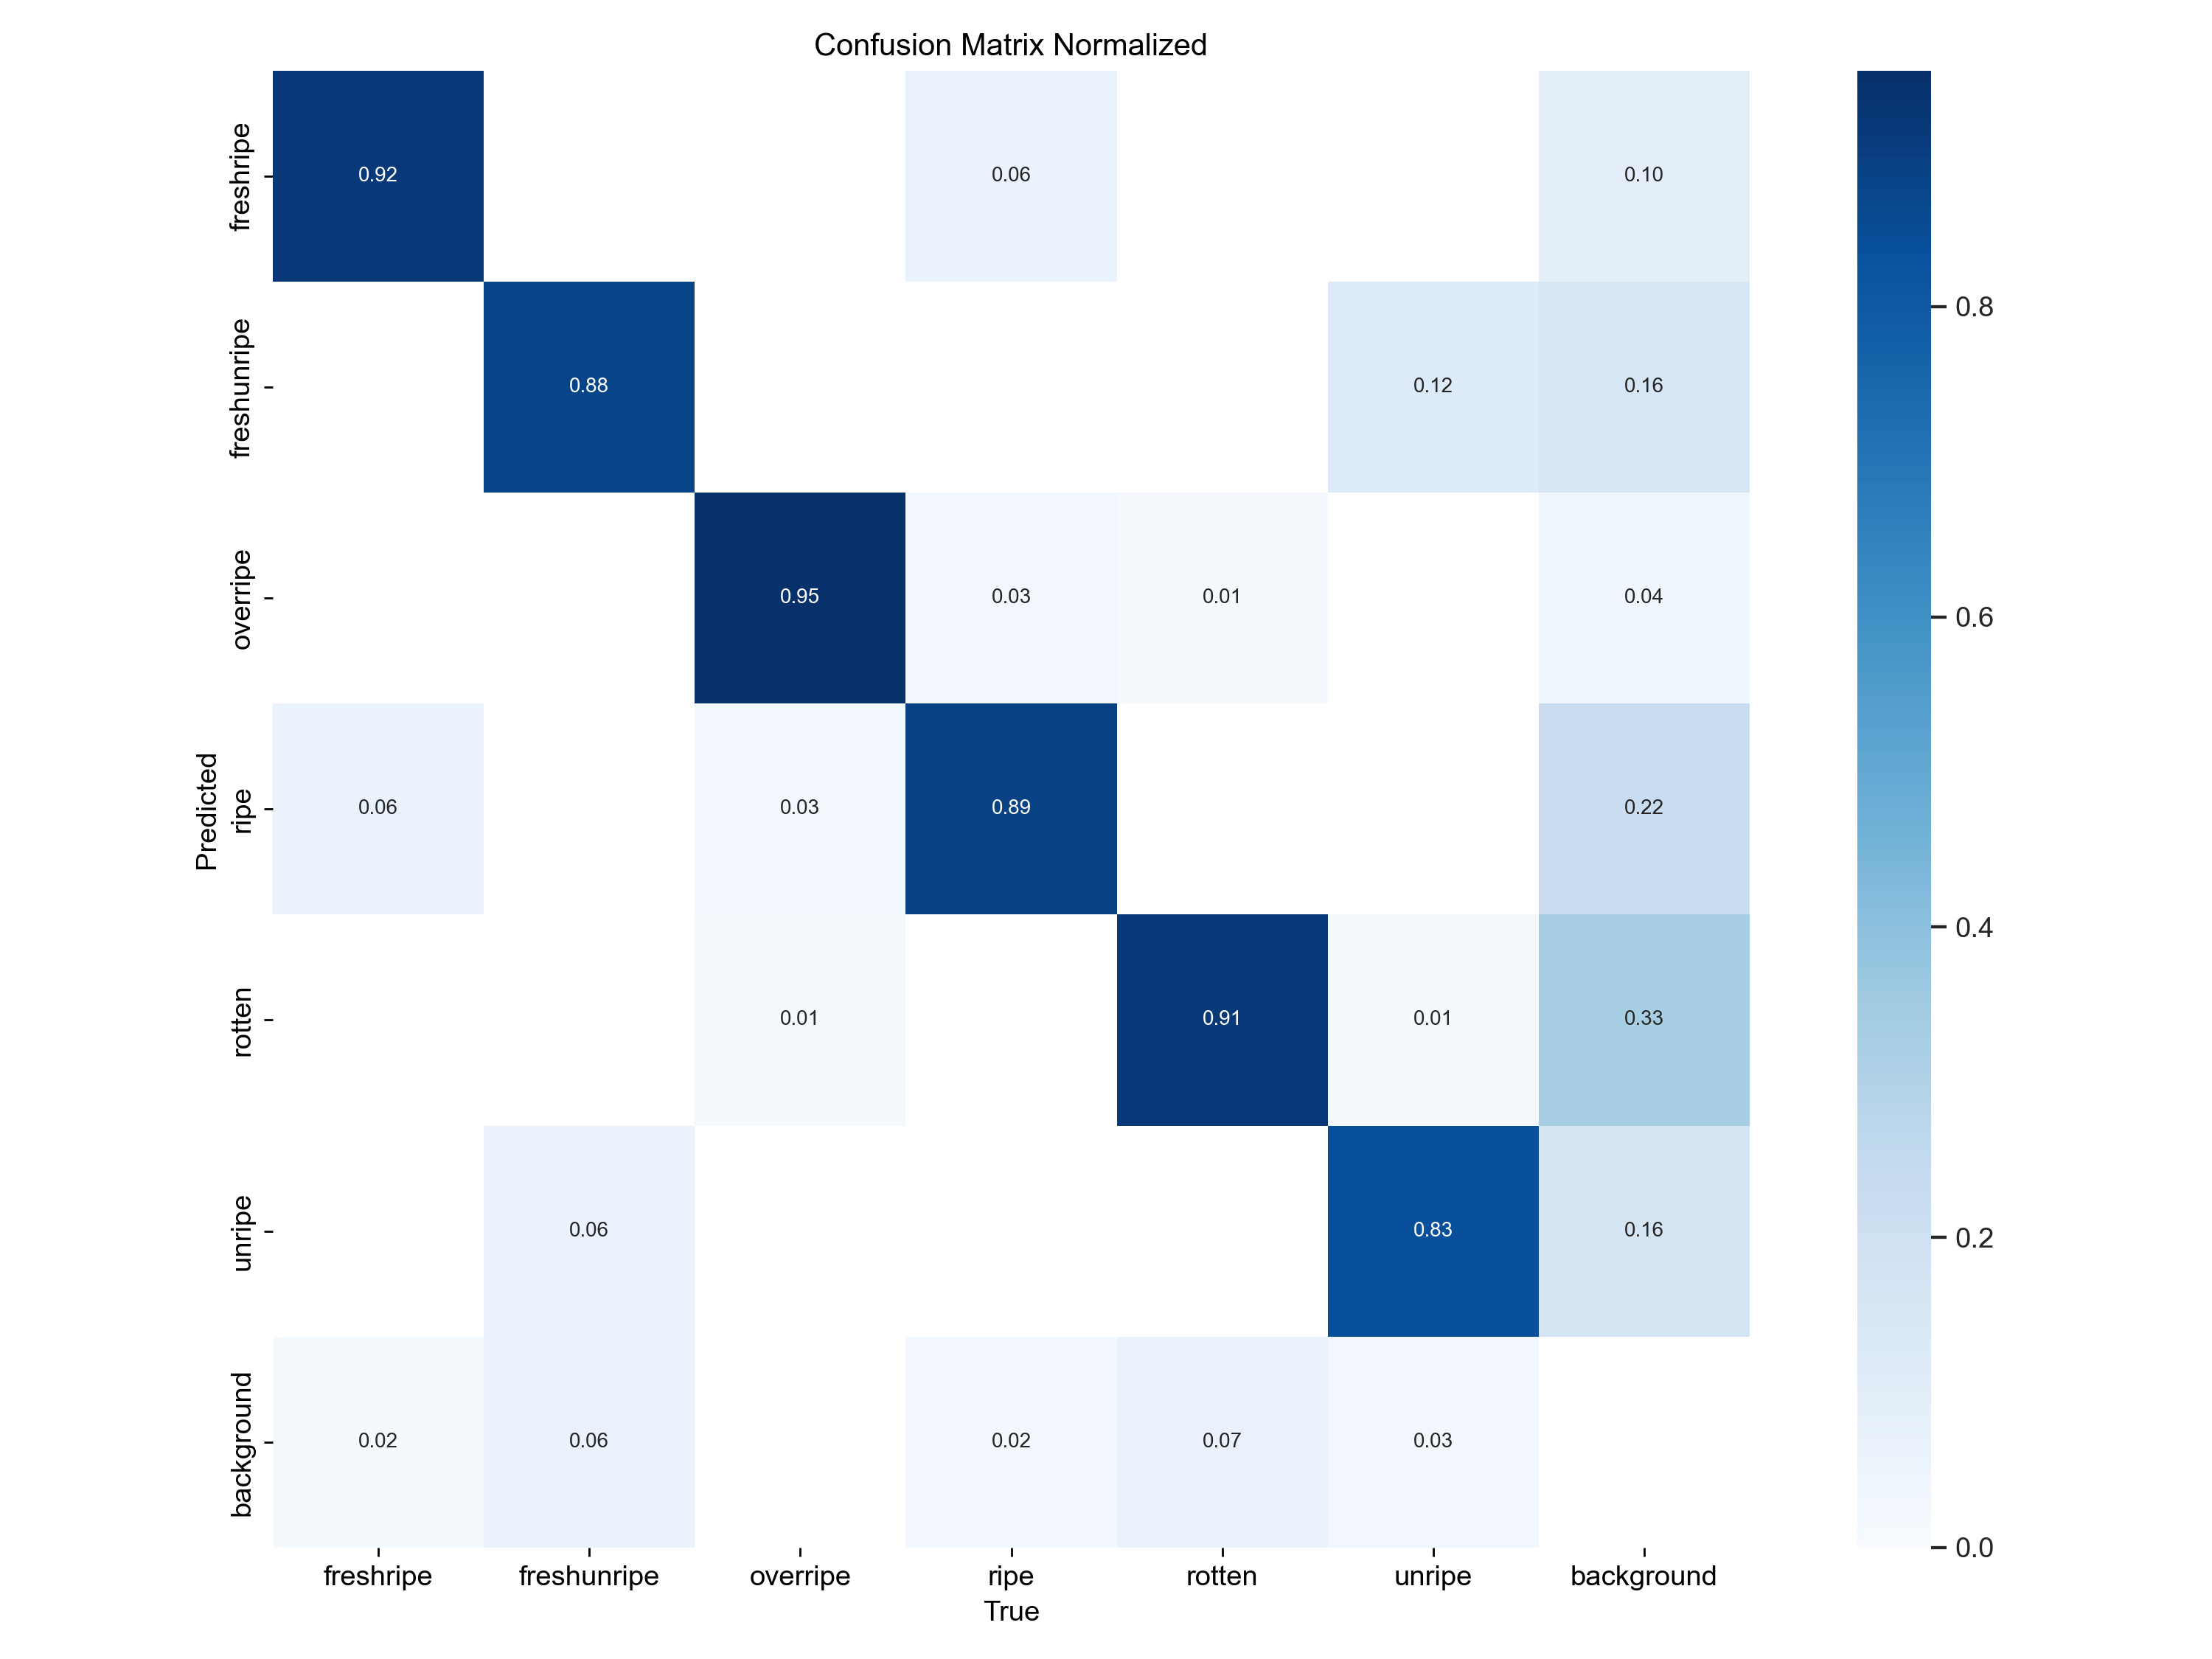 Confusion Matrix Normalized
freshripe
0.92
0.06
0.10
freshunripe
0.88
0.12
0.16
0.8
overripe
0.95
0.03
0.01
0.04
0.6
Predicted
ripe
0.06
0.03
0.89
0.22
0.4
rotten
0.01
0.91
0.01
0.33
unripe
0.06
0.83
0.16
0.2
background
0.02
0.06
0.02
0.07
0.03
0.0
freshripe
freshunripe
overripe
ripe
rotten
unripe
background
True